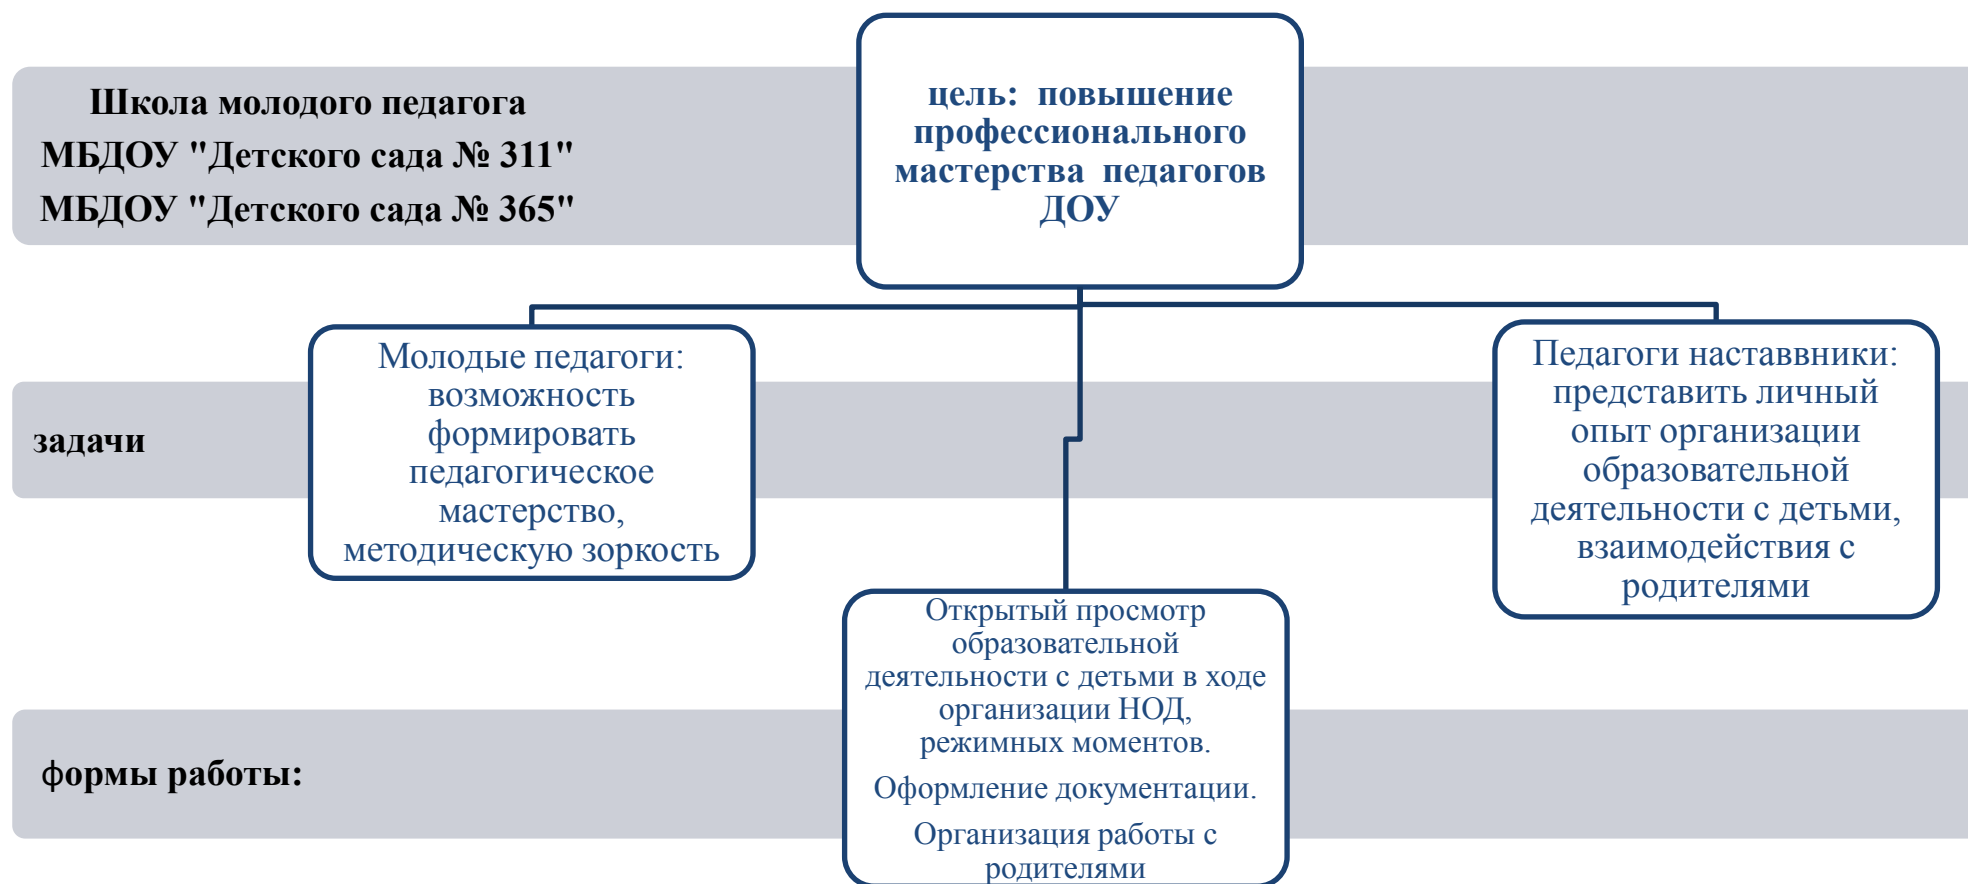 Школа молодого педагога
МБДОУ "Детского сада № 311"
МБДОУ "Детского сада № 365"
цель: повышение
профессионального
мастерства педагогов
ДОУ
задачи
Молодые педагоги:
возможность
формировать
педагогическое
мастерство,
методическую зоркость
Педагоги наставвники:
представить личный
опыт организации
образовательной
деятельности с детьми,
взаимодействия с
родителями
формы работы:
Открытый просмотр
образовательной
деятельности с детьми в ходе
организации НОД,
режимных моментов.
Оформление документации.
Организация работы с
родителями